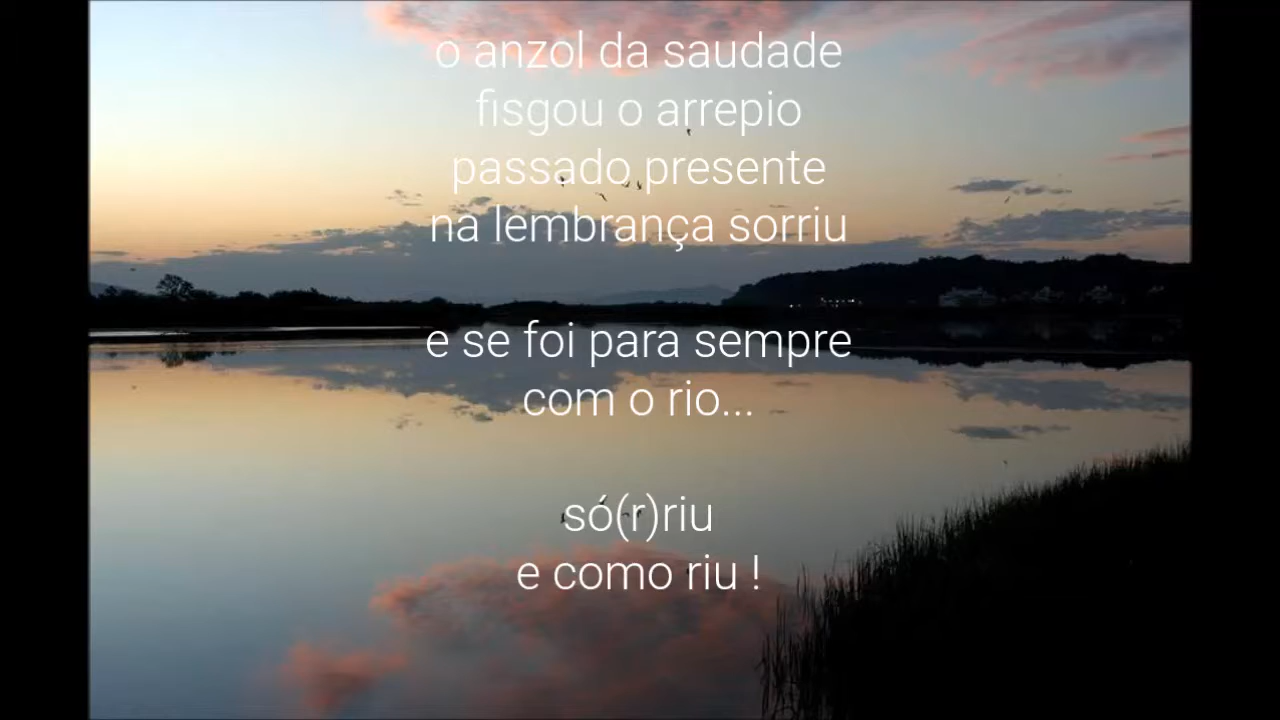 o anzol da saudade
fisgou o arrepio
passado presente
na lembrança sorriu
e se foi para sempre
com o rio...
só(r)riu
e como riu !